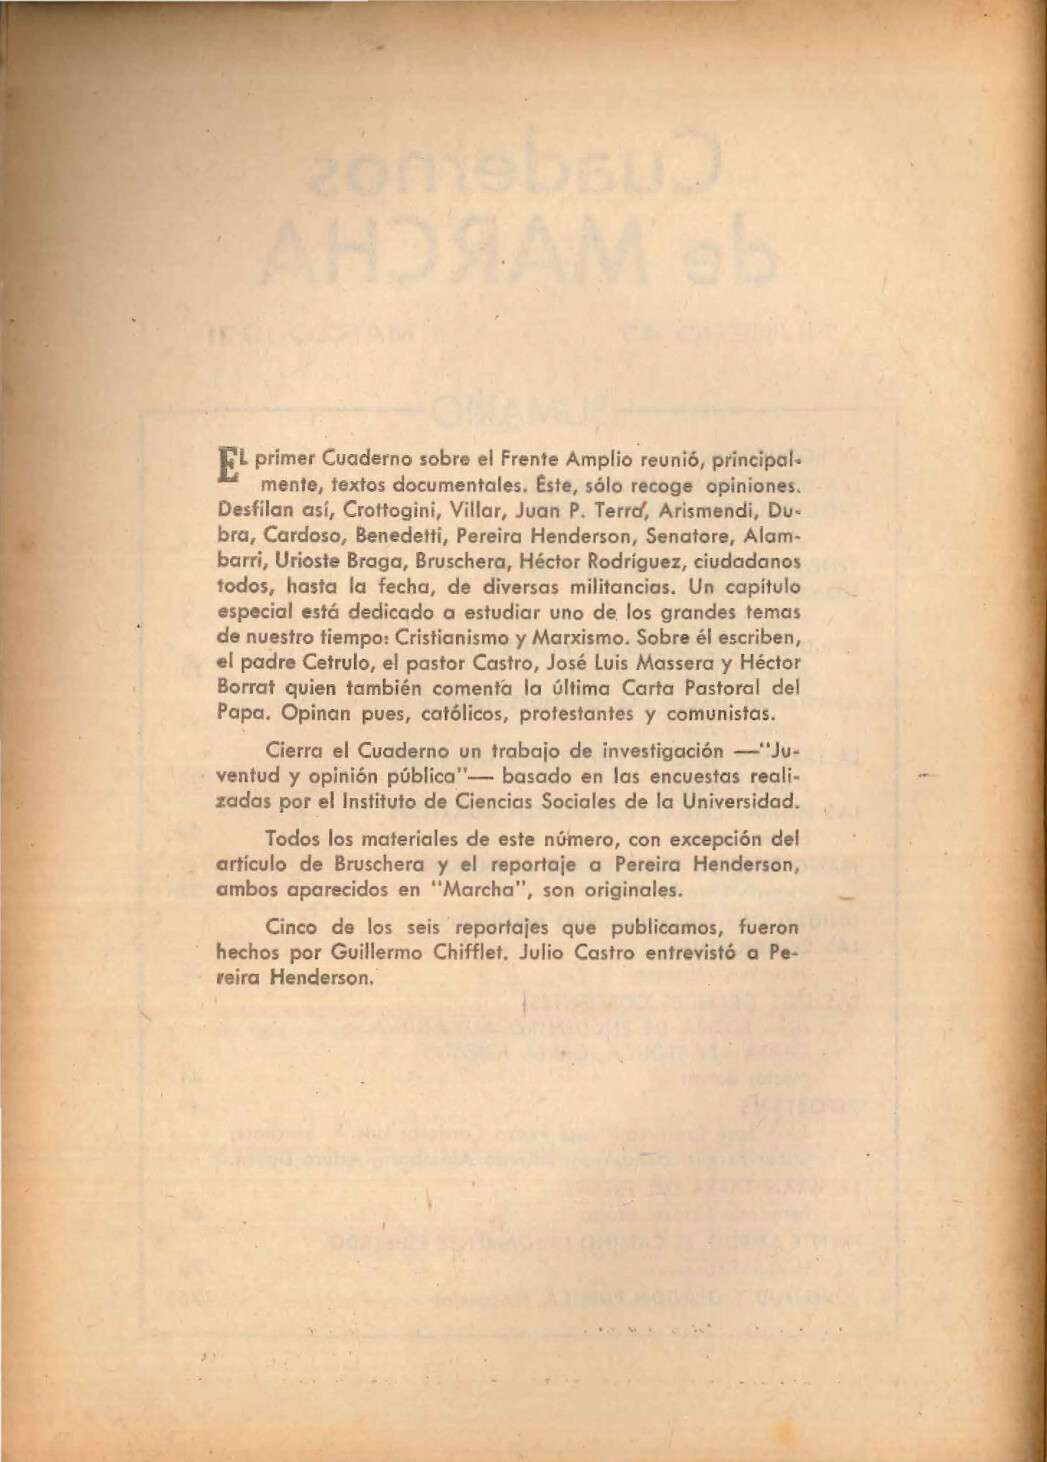 EL primer Cuaderno sobre el Frente Amplio reunió, principal-
mente, textos documentales. Éste, sólo recoge opiniones.
Desfilan así, Crottogini, Villar, Juan P. Terra, Arismendi, Du-
bra, Cardoso, Benedetti, Pereira Henderson, Senatore, Alam-
barri, Urioste Braga, Bruschera, Héctor Rodríguez, ciudadanos
todos, hasta la fecha, de diversas militancias. Un capítulo
especial está dedicado a estudiar uno de los grandes temas
de nuestro tiempo: Cristianismo y Marxismo. Sobre él escriben,
el padre Cetrulo, el pastor Castro, José Luis Massera y Héctor
Borrat quien también comenta la última Carta Pastoral del
Papa. Opinan pues, católicos, protestantes y comunistas.
Cierra el Cuaderno un trabajo de investigación —"Ju-
ventud y opinión pública"— basado en las encuestas reali-
zadas por el Instituto de Ciencias Sociales de la Universidad.
Todos los materiales de este número, con excepción del
artículo de Bruschera y el reportaje a Pereira Henderson,
ambos aparecidos en "Marcha", son originales.
Cinco de los seis reportajes que publicamos, fueron
hechos por Guillermo Chifflet. Julio Castro entrevistó a Pe-
reira Henderson.